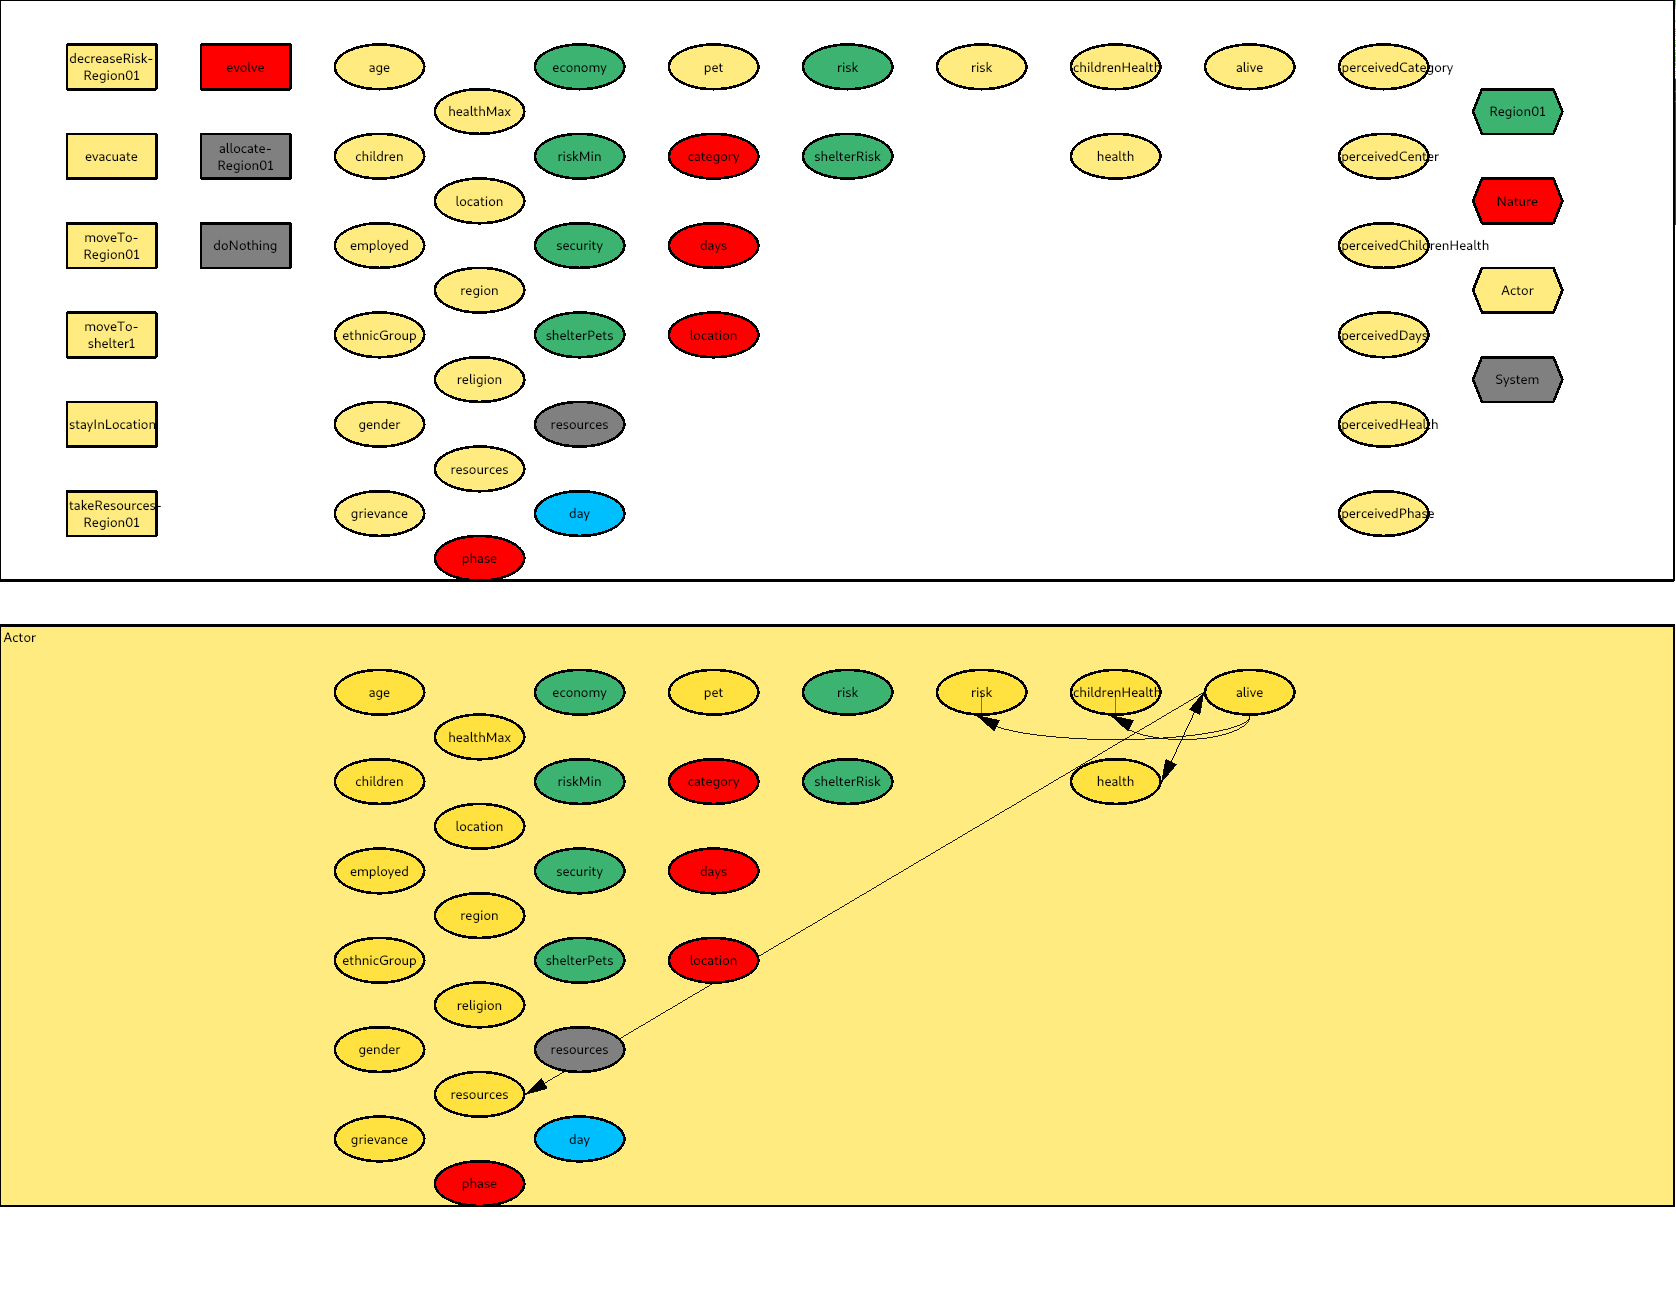 decreaseRisk-
Region01
evolve
age
economy
pet
risk
risk
childrenHealth
alive
perceivedCategory
healthMax
Region01
evacuate
allocate-
Region01
children
riskMin
category
shelterRisk
health
perceivedCenter
location
Nature
moveTo-
Region01
doNothing
employed
security
days
perceivedChildrenHealth
region
Actor
moveTo-
shelter1
ethnicGroup
shelterPets
location
perceivedDays
religion
System
stayInLocation
gender
resources
perceivedHealth
resources
takeResources-
Region01
grievance
day
perceivedPhase
phase
Actor
age
economy
pet
risk
risk
childrenHealth
alive
healthMax
children
riskMin
category
shelterRisk
health
location
employed
security
days
region
ethnicGroup
shelterPets
location
religion
gender
resources
resources
grievance
day
phase